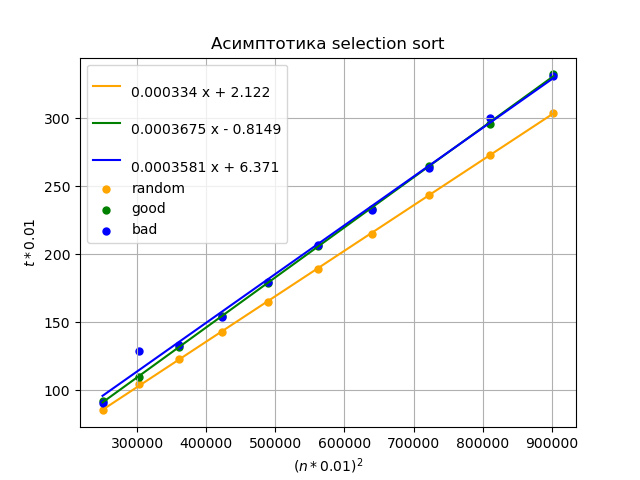 Асимптотика selection sort
0.000334 x + 2.122
0.0003675 x - 0.8149
0.0003581 x + 6.371
random
good
bad
t * 0.01
300
250
200
150
100
300000 400000 500000 600000 700000 800000 900000
(n * 0.01)²